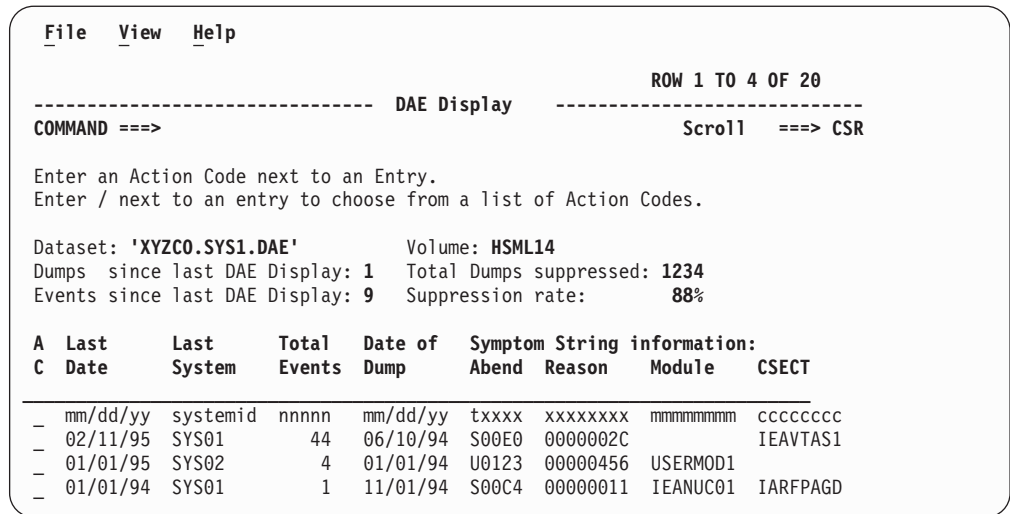 File View Help
ROW 1 TO 4 OF 20
-------------------------------- DAE Display -----------------------------
COMMAND ===> Scroll ===> CSR
Enter an Action Code next to an Entry.
Enter / next to an entry to choose from a list of Action Codes.
Dataset: 'XYZCO.SYS1.DAE' Volume: HSML14
Dumps since last DAE Display: 1 Total Dumps suppressed: 1234
Events since last DAE Display: 9 Suppression rate: 88%
A Last Last Total Date of Symptom String information:
C Date System Events Dump Abend Reason Module CSECT
_ mm/dd/yy systemid nnnnn mm/dd/yy txxxx xxxxxxxx mmmmmmmm cccccccc
_ 02/11/95 SYS01 44 06/10/94 S00E0 0000002C IEAVTAS1
_ 01/01/95 SYS02 4 01/01/94 U0123 00000456 USERMOD1
_ 01/01/94 SYS01 1 11/01/94 S00C4 00000011 IEANUC01 IARFPAGD